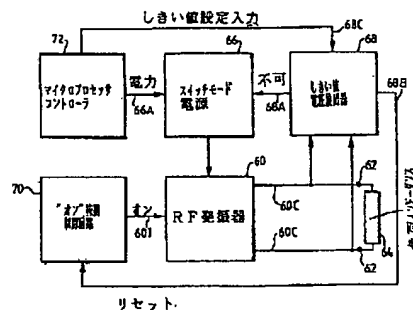 しきい値設定入力
68C
72
66
68
68B
マイクロプロセッサ
コントローラ
電力
66A
スイッチモード
電源
不可
68A
しきい値
電圧検出器
70
60
62
"オン"時間
制御回路
オン
601
RF発振器
60C
60C
62
64
リセット